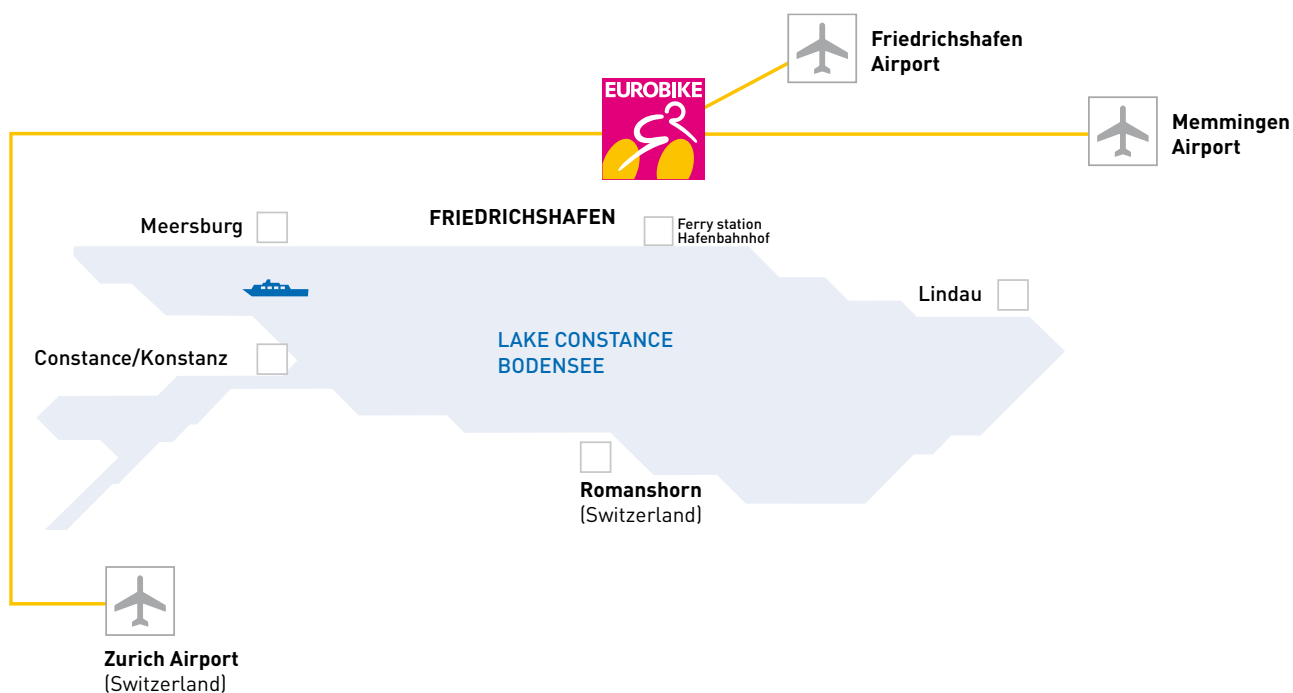 Friedrichshafen
Airport
EUROBIKE
Memmingen
Airport
Meersburg
FRIEDRICHSHAFEN
Ferry station
Hafenbahnhof
Lindau
LAKE CONSTANCE
BODENSEE
Constance/Konstanz
Romanshorn
(Switzerland)
Zurich Airport
(Switzerland)